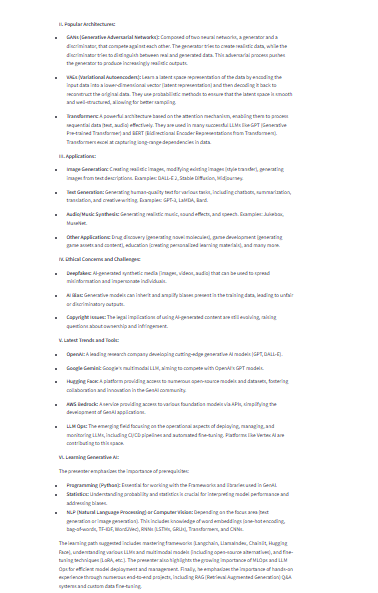 II. Popular Architectures:
GANs (Generative Adversarial Networks): Composed of two neural networks, a generator and a
discriminator, that compete against each other. The generator tries to create realistic data, while the
discriminator tries to distinguish between real and generated data. This adversarial process pushes
the generator to produce increasingly realistic outputs.
VAEs (Variational Autoencoders): Learn a latent space representation of the data by encoding the
input data into a lower-dimensional vector (latent representation) and then decoding it back to
reconstruct the original data. They use probabilistic methods to ensure that the latent space is smooth
and well-structured, allowing for better sampling.
Transformers: A powerful architecture based on the attention mechanism, enabling them to process
sequential data (text, audio) effectively. They are used in many successful LLMs like GPT (Generative
Pre-trained Transformer) and BERT (Bidirectional Encoder Representations from Transformers).
Transformers excel at capturing long-range dependencies in data.
III. Applications:
Image Generation: Creating realistic images, modifying existing images (style transfer), generating
images from text descriptions. Examples: DALL-E 2, Stable Diffusion, Midjourney.
Text Generation: Generating human-quality text for various tasks, including chatbots, summarization,
translation, and creative writing. Examples: GPT-3, LaMDA, Bard.
Audio/Music Synthesis: Generating realistic music, sound effects, and speech. Examples: Jukebox,
MuseNet.
Other Applications: Drug discovery (generating novel molecules), game development (generating
game assets and content), education (creating personalized learning materials), and many more.
IV. Ethical Concerns and Challenges:
Deepfakes: AI-generated synthetic media (images, videos, audio) that can be used to spread
misinformation and impersonate individuals.
AI Bias: Generative models can inherit and amplify biases present in the training data, leading to unfair
or discriminatory outputs.
Copyright Issues: The legal implications of using AI-generated content are still evolving, raising
questions about ownership and infringement.
V. Latest Trends and Tools:
OpenAI: A leading research company developing cutting-edge generative AI models (GPT, DALL-E).
Google Gemini: Google's multimodal LLM, aiming to compete with OpenAI's GPT models.
Hugging Face: A platform providing access to numerous open-source models and datasets, fostering
collaboration and innovation in the GenAI community.
AWS Bedrock: A service providing access to various foundation models via APIs, simplifying the
development of GenAI applications.
LLM Ops: The emerging field focusing on the operational aspects of deploying, managing, and
monitoring LLMs, including CI/CD pipelines and automated fine-tuning. Platforms like Vertex AI are
contributing to this space.
VI. Learning Generative AI:
The presenter emphasizes the importance of prerequisites:
Programming (Python): Essential for working with the frameworks and libraries used in GenAI.
Statistics: Understanding probability and statistics is crucial for interpreting model performance and
addressing biases.
NLP (Natural Language Processing) or Computer Vision: Depending on the focus area (text
generation or image generation). This includes knowledge of word embeddings (one-hot encoding,
bag-of-words, TF-IDF, Word2Vec), RNNs (LSTMs, GRUs), Transformers, and CNNs.
The learning path suggested includes mastering frameworks (Langchain, LlamaIndex, Chainlit, Hugging
Face), understanding various LLMs and multimodal models (including open-source alternatives), and fine-
tuning techniques (LoRA, etc.). The presenter also highlights the growing importance of MLOps and LLM
Ops for efficient model deployment and management. Finally, he emphasizes the importance of hands-on
experience through numerous end-to-end projects, including RAG (Retrieval Augmented Generation) Q&A
systems and custom data fine-tuning.